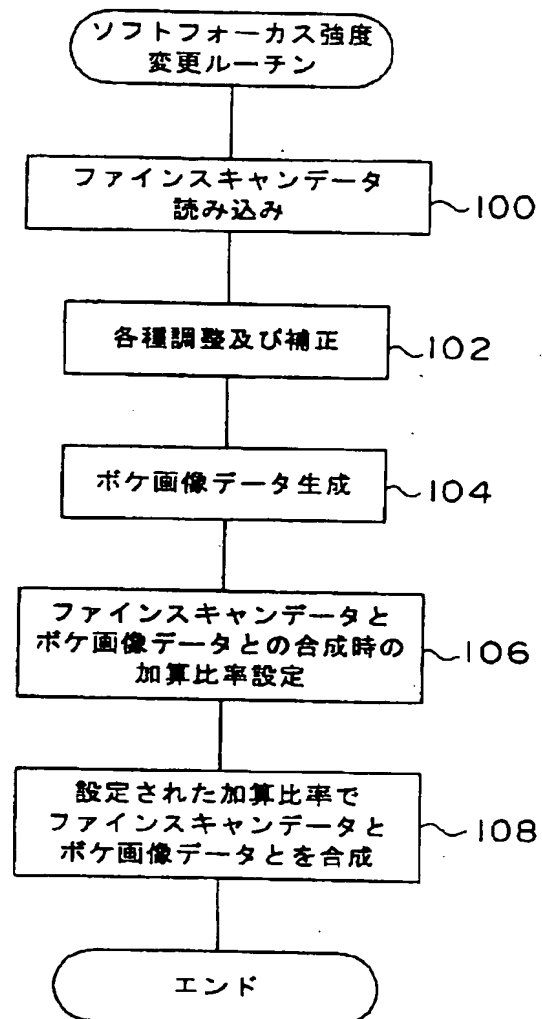 ソフトフォーカス強度
変更ルーチン
ファインスキャンデータ
読み込み
100
各種調整及び補正
102
ボケ画像データ生成
104
ファインスキャンデータと
ボケ画像データとの合成時の
加算比率設定
106
設定された加算比率で
ファインスキャンデータと
ボケ画像データとを合成
108
エンド